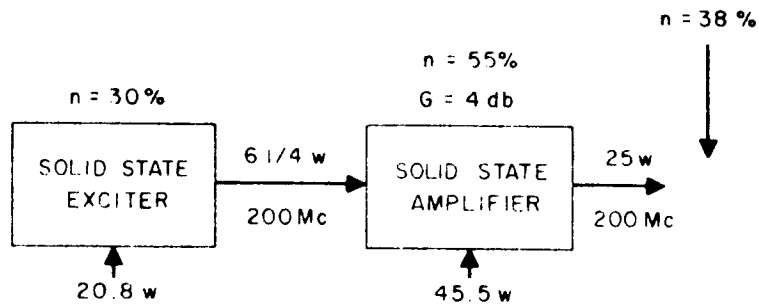 n = 38 %
n = 55%
n = 30%
G = 4 db
SOLID STATE
EXCITER
6 1/4 w
200 Mc
SOLID STATE
AMPLIFIER
25 w
200 Mc
20.8 w
45.5 w